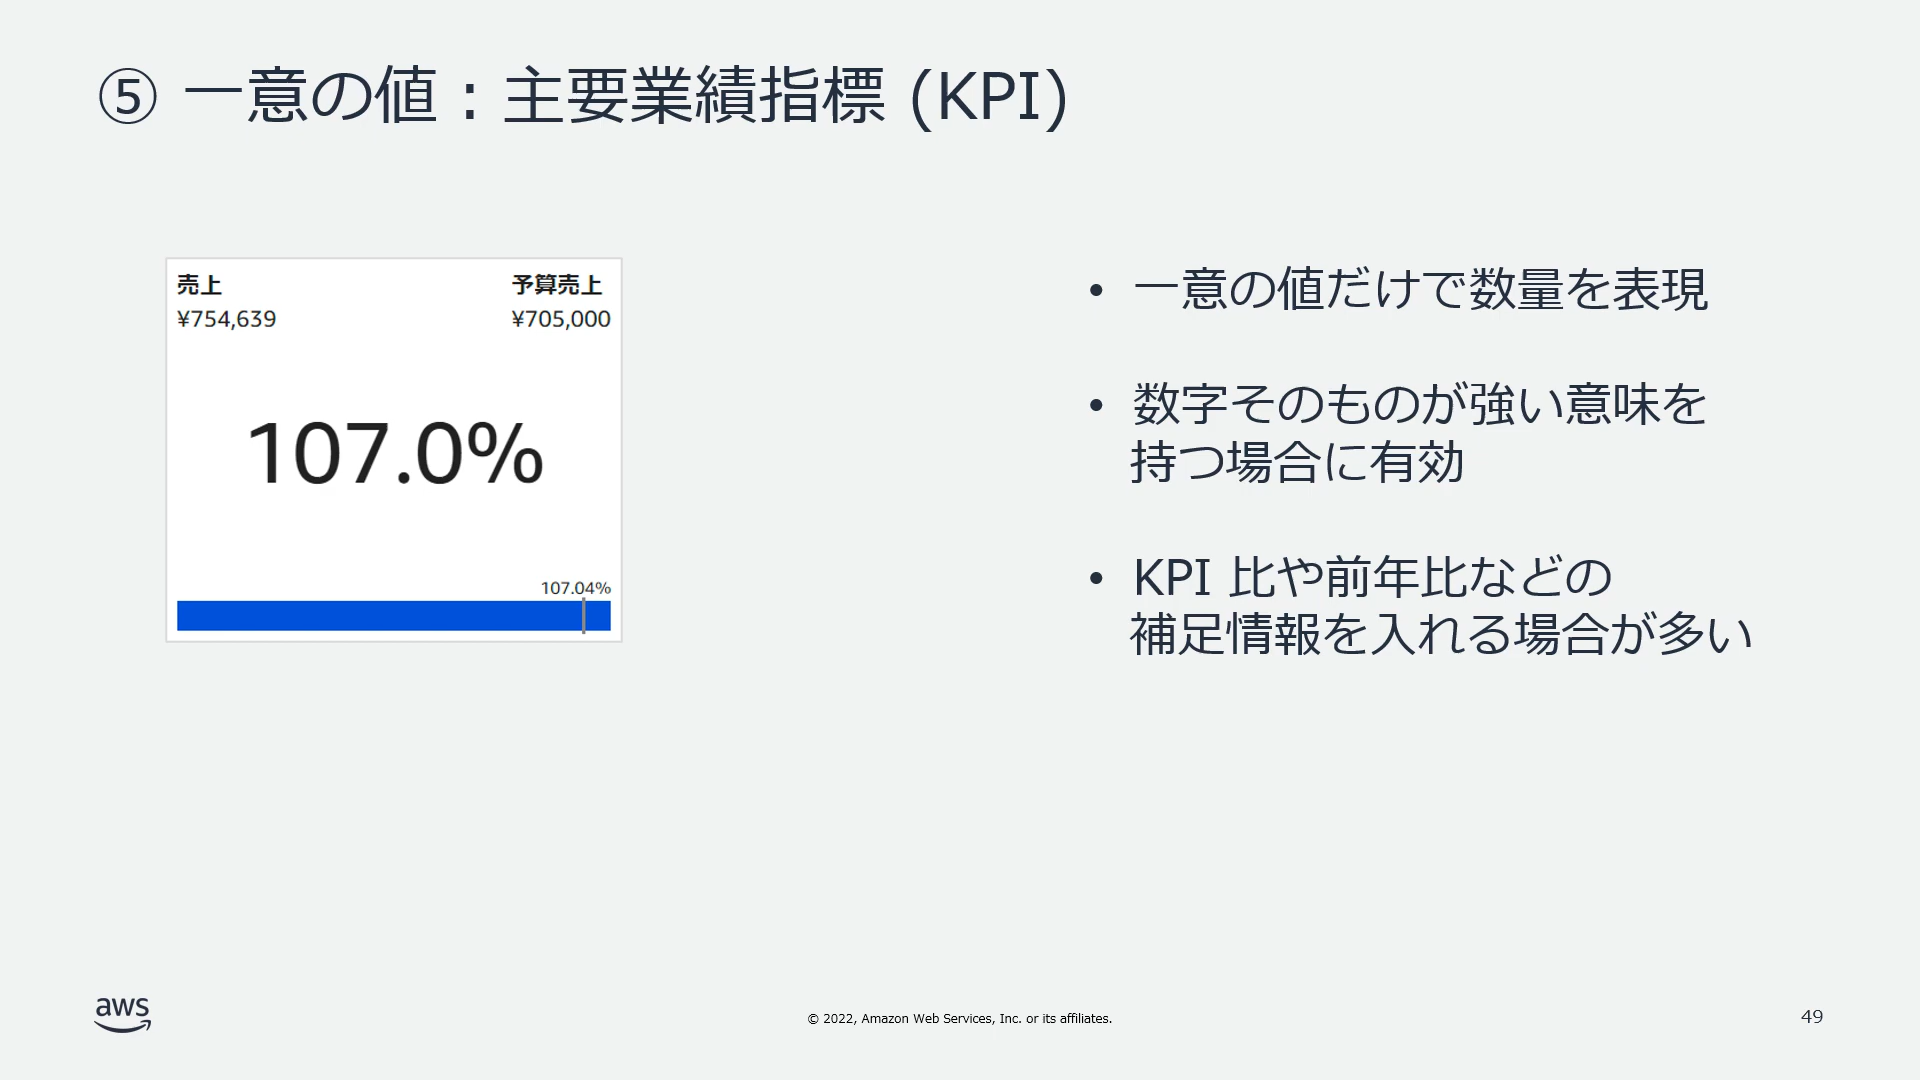 ⑤ 一意の値：主要業績指標 (KPI)
売上
予算売上
¥754,639
¥705,000
107.0%
107.04%
• 一意の値だけで数量を表現
• 数字そのものが強い意味を
持つ場合に有効
• KPI 比や前年比などの
補足情報を入れる場合が多い
aws
© 2022, Amazon Web Services, Inc. or its affiliates.
49